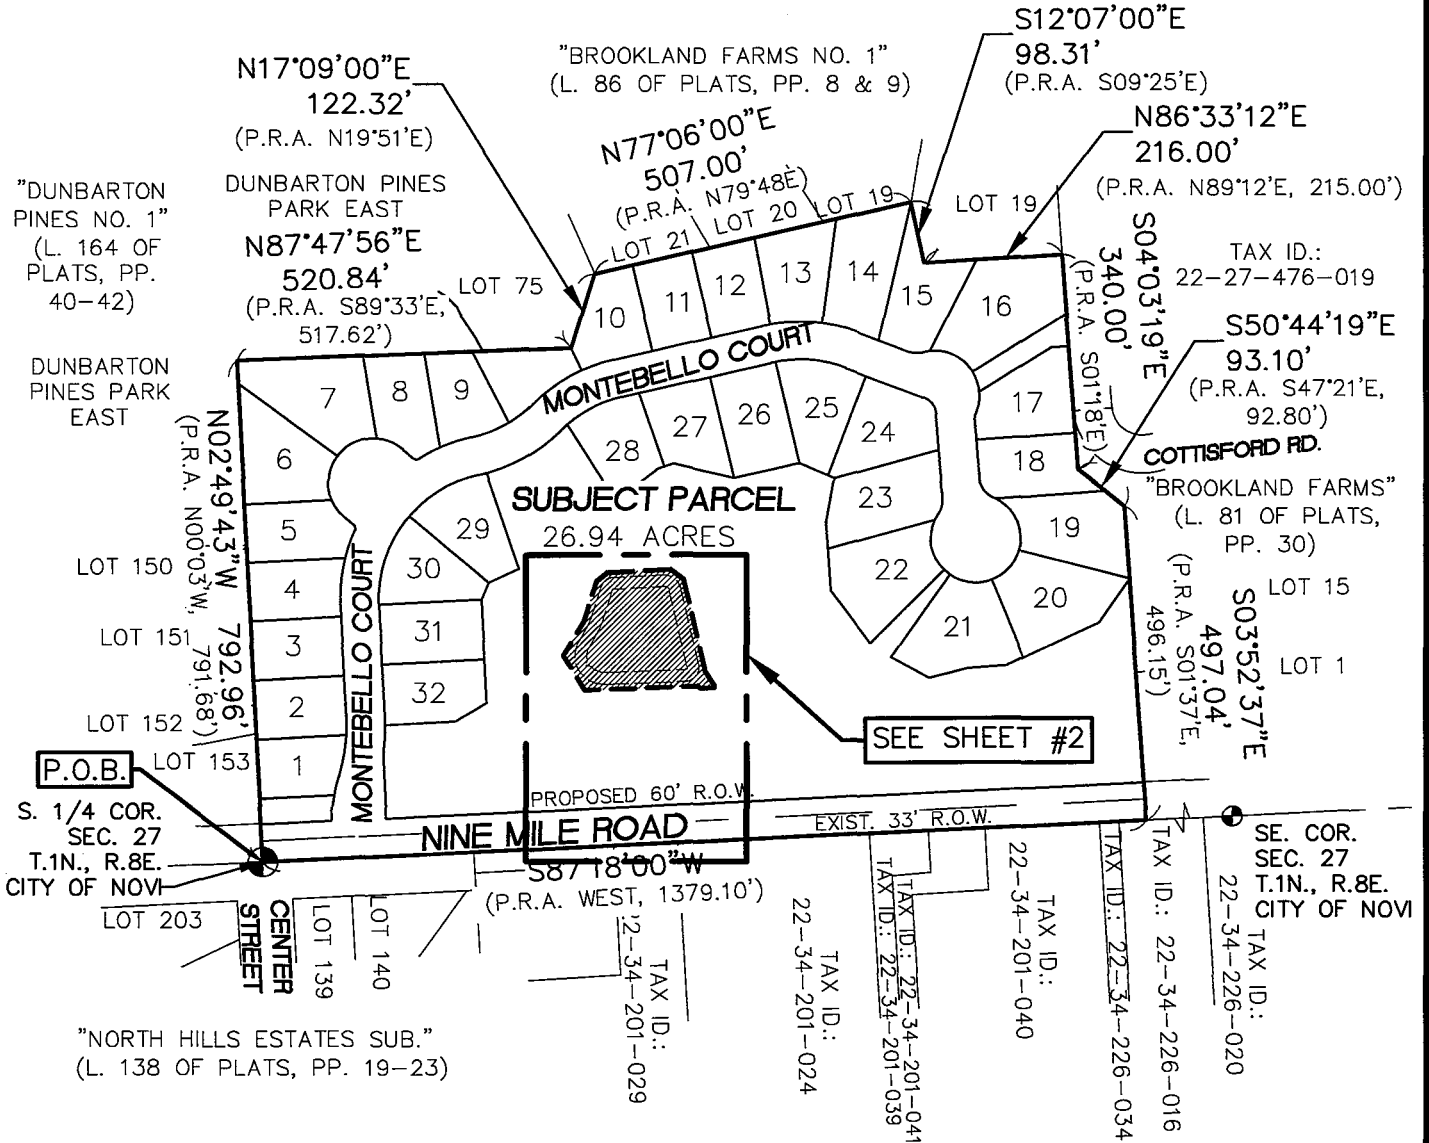 S12°07'00"E
98.31'
(P.R.A. S09°25'E)
"BROOKLAND FARMS NO. 1"
(L. 86 OF PLATS, PP. 8 & 9)
N17°09'00"E
122.32'
(P.R.A. N19°51'E)
N86°33'12"E
216.00'
(P.R.A. N89°12'E, 215.00')
N77°06'00"E
507.00'
(P.R.A. N79°48'E)
"DUNBARTON
PINES NO. 1"
(L. 164 OF
PLATS, PP.
40-42)
DUNBARTON PINES
PARK EAST
N87°47'56"E
520.84'
(P.R.A. S89°33'E,
517.62')
LOT 75
LOT 21
LOT 20
LOT 19
LOT 19
S04°03'19"E
340.00'
(P.R.A. S01°18'E)
TAX ID.:
22-27-476-019
S50°44'19"E
93.10'
(P.R.A. S47°21'E,
92.80')
COTTISFORD RD.
"BROOKLAND FARMS"
(L. 81 OF PLATS,
PP. 30)
DUNBARTON
PINES PARK
EAST
N02°49'43"W 792.96'
(P.R.A. N00°03'W, 791.68')
10
11
12
13
14
15
16
7
8
9
MONTEBELLO COURT
17
6
28
27
26
25
24
18
SUBJECT PARCEL
26.94 ACRES
5
29
23
19
LOT 150
4
30
22
20
LOT 15
S03°52'37"E
497.04'
(P.R.A. S01°37'E,
496.15')
LOT 151
3
31
21
LOT 1
LOT 152
2
32
MONTEBELLO COURT
SEE SHEET #2
LOT 153
1
P.O.B.
S. 1/4 COR.
SEC. 27
T.1N., R.8E.
CITY OF NOVI
PROPOSED 60' R.O.W.
NINE MILE ROAD
EXIST. 33' R.O.W.
SE. COR.
SEC. 27
T.1N., R.8E.
CITY OF NOVI
S87°18'00"W
(P.R.A. WEST, 1379.10')
LOT 203
CENTER
STREET
LOT 139
LOT 140
TAX ID.:
22-34-201-029
TAX ID.:
22-34-201-024
TAX ID.: 22-34-201-039
TAX ID.: 22-34-201-041
TAX ID.:
22-34-201-040
TAX ID.: 22-34-226-034
TAX ID.: 22-34-226-016
TAX ID.:
22-34-226-020
"NORTH HILLS ESTATES SUB."
(L. 138 OF PLATS, PP. 19-23)